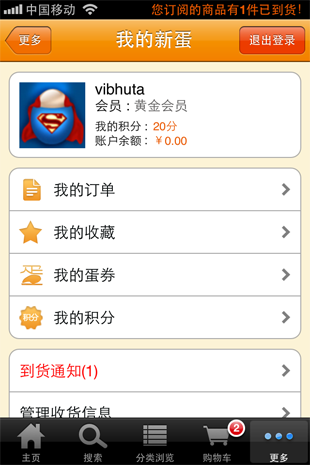 中国移动 您订阅的商品有1件已到货!
更多 我的新蛋 退出登录
vibhuta
会员：黄金会员
我的积分：20分
账户余额：￥0.00
我的订单
我的收藏
我的蛋券
积分 我的积分
到货通知(1)
管理收货信息
2
主页 搜索 分类浏览 购物车 更多